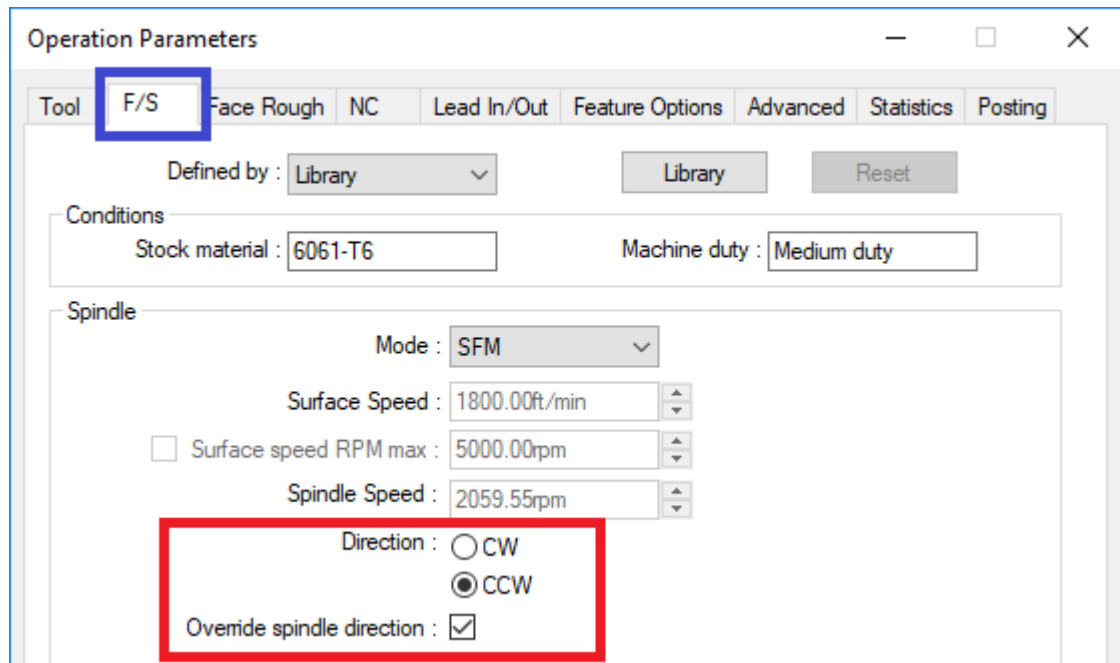 Operation Parameters
Tool F/S Face Rough NC Lead In/Out Feature Options Advanced Statistics Posting
Defined by : Library Library Reset
Conditions
Stock material : 6061-T6 Machine duty : Medium duty
Spindle
Mode : SFM
Surface Speed : 1800.00ft/min
Surface speed RPM max : 5000.00rpm
Spindle Speed : 2059.55rpm
Direction : CW
CCW
Override spindle direction :